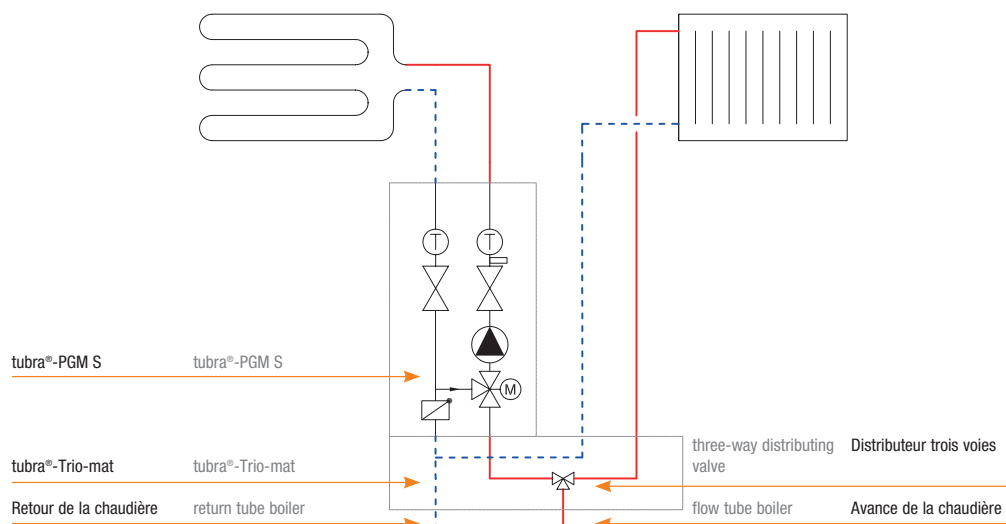 T T
M
tubra®-PGM S tubra®-PGM S
three-way distributing valve Distributeur trois voies
tubra®-Trio-mat tubra®-Trio-mat
Retour de la chaudière return tube boiler flow tube boiler Avance de la chaudière